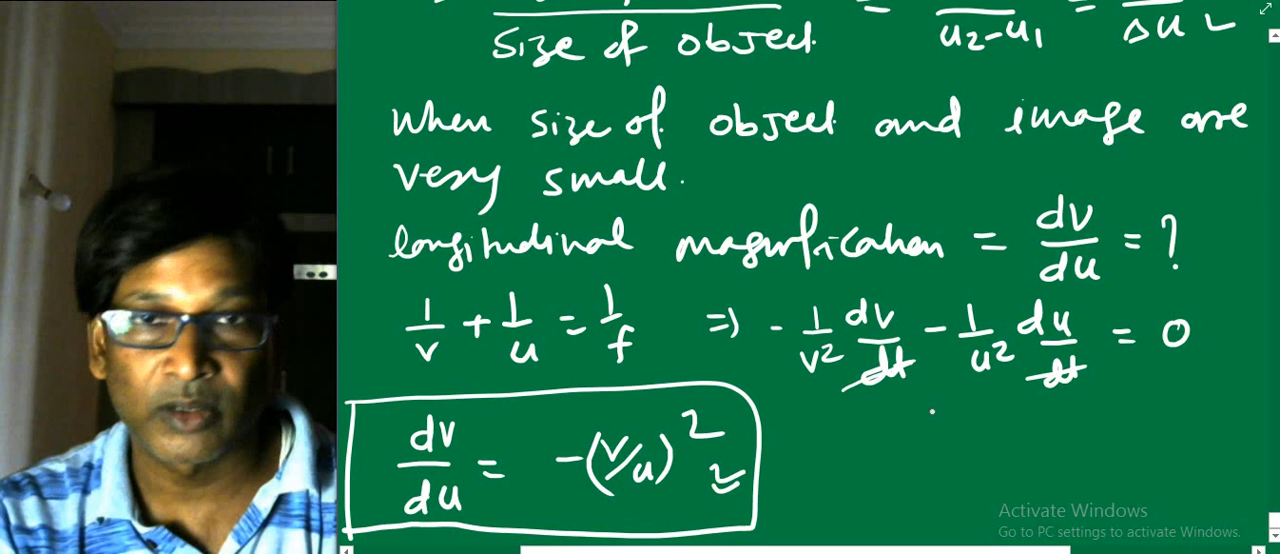 Size of object = u2-u1 = Δu
When size of object and image are
very small.
longitudinal magnification = dv/du = ?
1/v + 1/u = 1/f ⇒ - 1/v² dv/dt - 1/u² du/dt = 0
dv/du = -(v/u)²
Activate Windows
Go to PC settings to activate Windows.